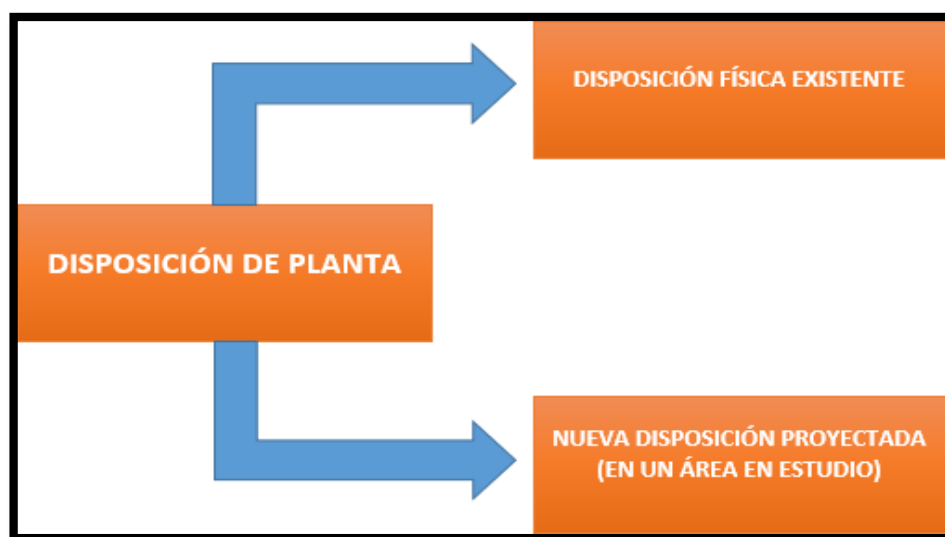 DISPOSICIÓN FÍSICA EXISTENTE
DISPOSICIÓN DE PLANTA
NUEVA DISPOSICIÓN PROYECTADA
(EN UN ÁREA EN ESTUDIO)